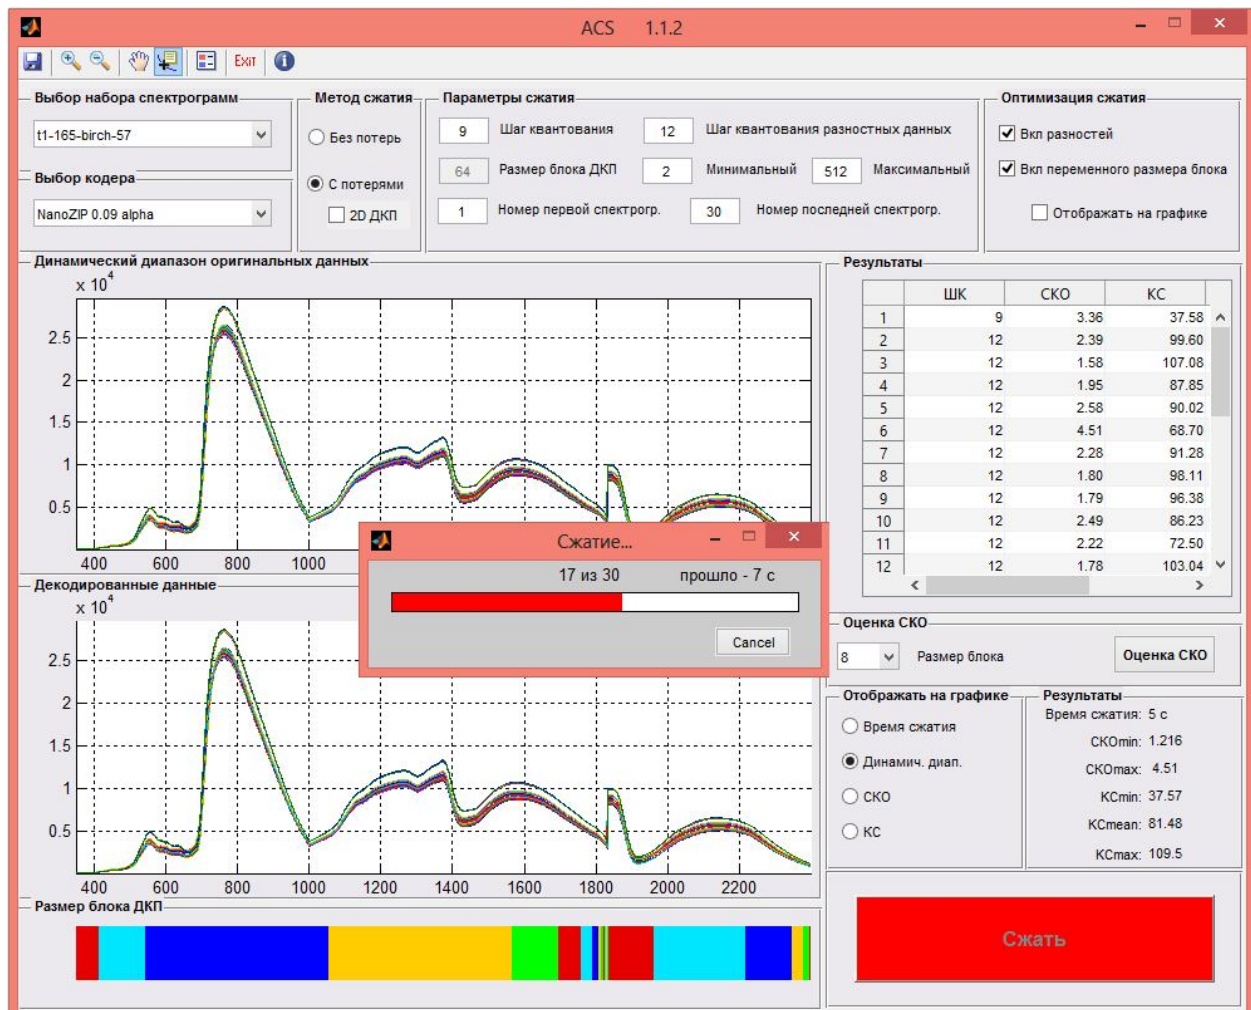 ACS 1.1.2
Exit
Выбор набора спектрограмм
t1-165-birch-57
Выбор кодера
NanoZIP 0.09 alpha
Метод сжатия
Без потерь
С потерями
2D ДКП
Параметры сжатия
9 Шаг квантования 12 Шаг квантования разностных данных
64 Размер блока ДКП 2 Минимальный 512 Максимальный
1 Номер первой спектрогр. 30 Номер последней спектрогр.
Оптимизация сжатия
Вкл разностей
Вкл переменного размера блока
Отображать на графике
Динамический диапазон оригинальных данных
x 10^4
2.5
2
1.5
1
0.5
400 600 800 1000
Декодированные данные
x 10^4
2.5
2
1.5
1
0.5
400 600 800 1000 1200 1400 1600 1800 2000 2200
Размер блока ДКП
Сжатие...
17 из 30 прошло - 7 с
Cancel
Результаты
ШК СКО КС
1 9 3.36 37.58
2 12 2.39 99.60
3 12 1.58 107.08
4 12 1.95 87.85
5 12 2.58 90.02
6 12 4.51 68.70
7 12 2.28 91.28
8 12 1.80 98.11
9 12 1.79 96.38
10 12 2.49 86.23
11 12 2.22 72.50
12 12 1.78 103.04
Оценка СКО
8 Размер блока Оценка СКО
Отображать на графике
Время сжатия
Динамич. диап.
СКО
КС
Результаты
Время сжатия: 5 с
СКОmin: 1.216
СКОmax: 4.51
КСmin: 37.57
КСmean: 81.48
КСmax: 109.5
Сжать